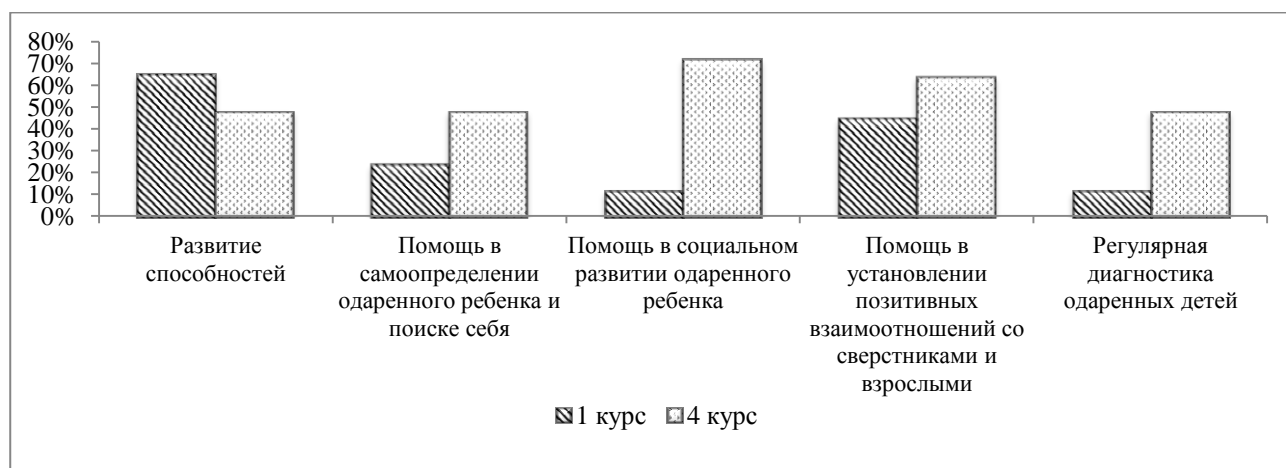 80%
70%
60%
50%
40%
30%
20%
10%
0%
Развитие
способностей
Помощь в
самоопределении
одаренного ребенка и
поиске себя
Помощь в социальном
развитии одаренного
ребенка
Помощь в
установлении
позитивных
взаимоотношений со
сверстниками и
взрослыми
Регулярная
диагностика
одаренных детей
1 курс
4 курс